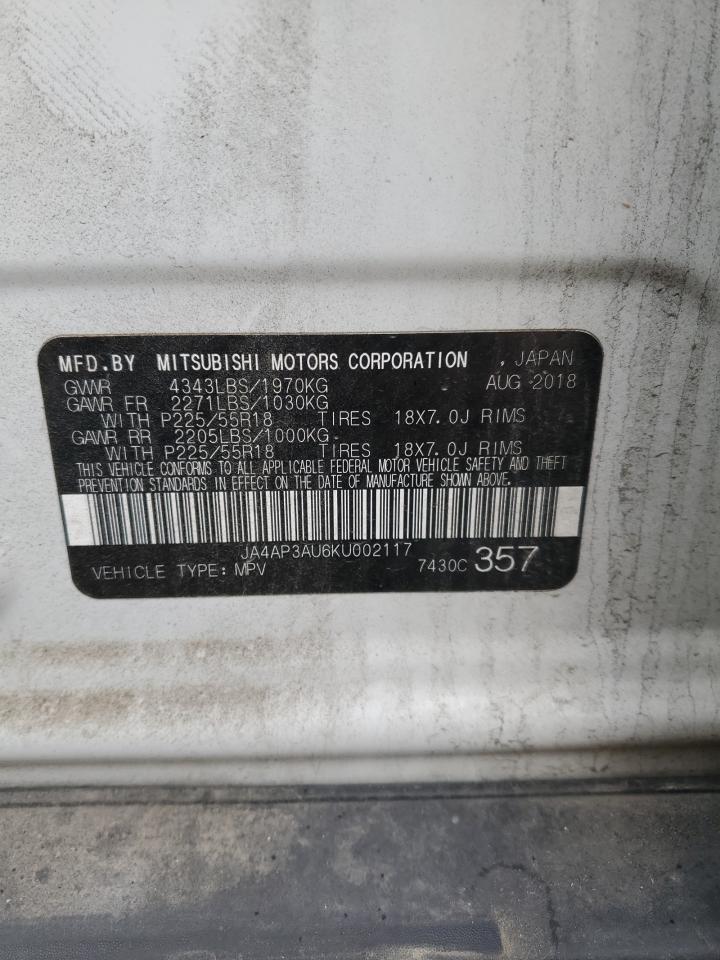 MFD.BY MITSUBISHI MOTORS CORPORATION , JAPAN
GVWR 4343LBS/1970KG AUG 2018
GAWR FR 2271LBS/1030KG
WITH P225/55R18 TIRES 18X7.0J RIMS
GAWR RR 2205LBS/1000KG
WITH P225/55R18 TIRES 18X7.0J RIMS
THIS VEHICLE CONFORMS TO ALL APPLICABLE FEDERAL MOTOR VEHICLE SAFETY AND THEFT
PREVENTION STANDARDS IN EFFECT ON THE DATE OF MANUFACTURE SHOWN ABOVE.
JA4AP3AU6KU002117
VEHICLE TYPE: MPV 7430C 357